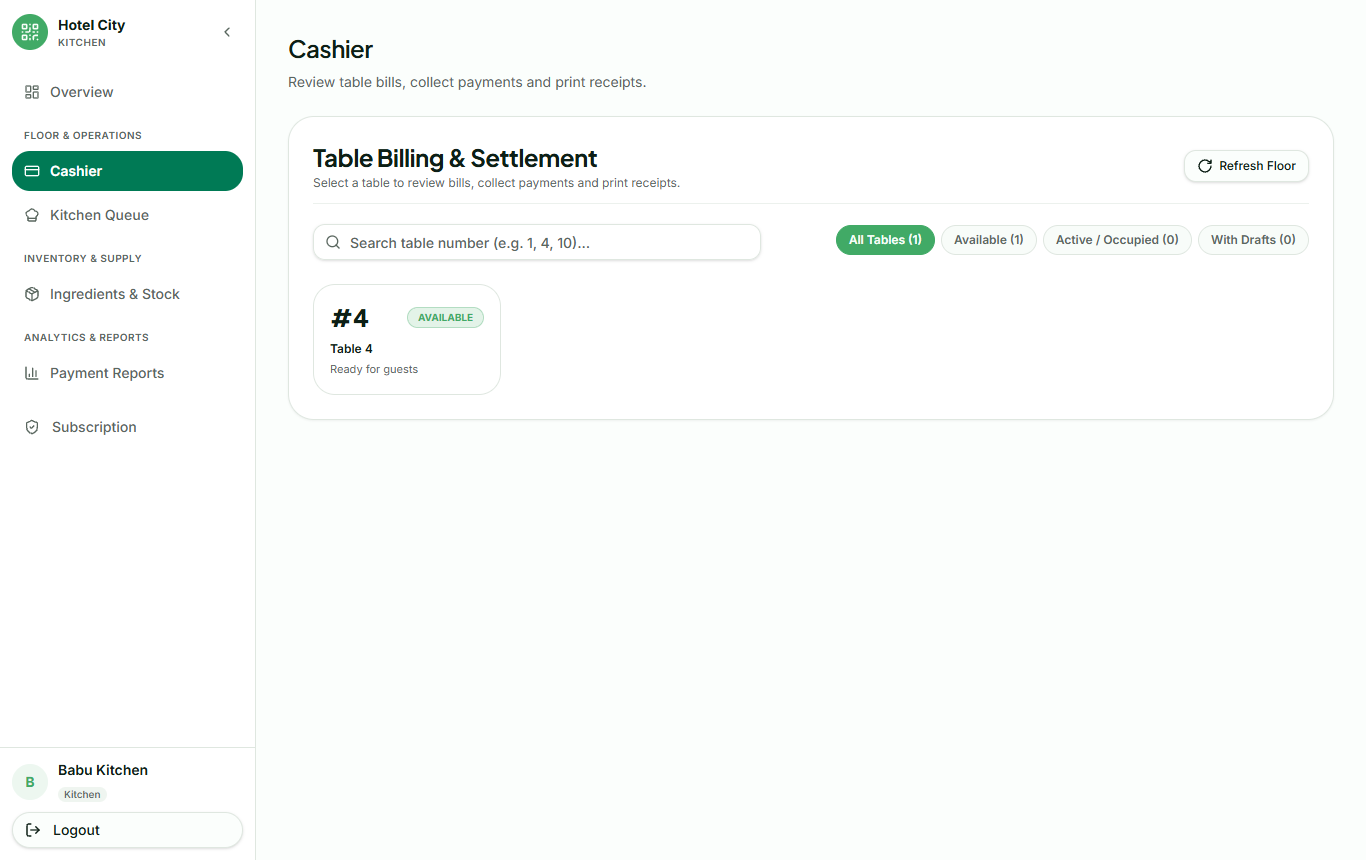 Hotel City
KITCHEN
Overview
FLOOR & OPERATIONS
Cashier
Kitchen Queue
INVENTORY & SUPPLY
Ingredients & Stock
ANALYTICS & REPORTS
Payment Reports
Subscription
B
Babu Kitchen
Kitchen
Logout
Cashier
Review table bills, collect payments and print receipts.
Table Billing & Settlement
Select a table to review bills, collect payments and print receipts.
Refresh Floor
Search table number (e.g. 1, 4, 10)...
All Tables (1)
Available (1)
Active / Occupied (0)
With Drafts (0)
#4
AVAILABLE
Table 4
Ready for guests